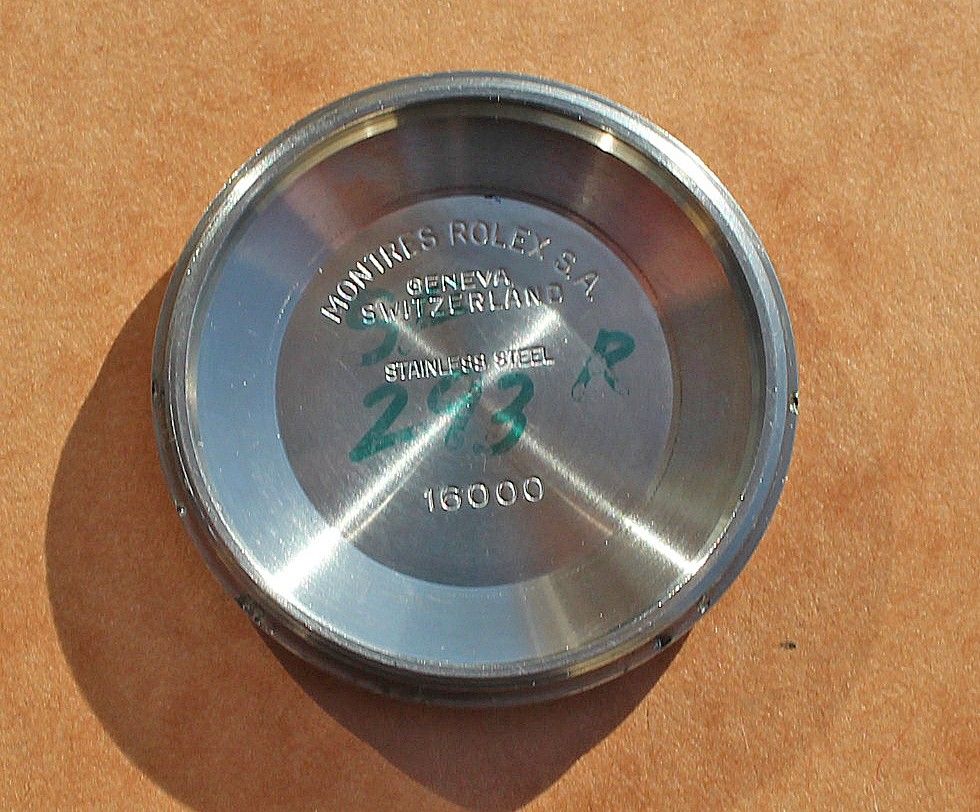 MONTRES ROLEX S.A.
GENEVA,
SWITZERLAND
STAINLESS STEEL
293 R
16000